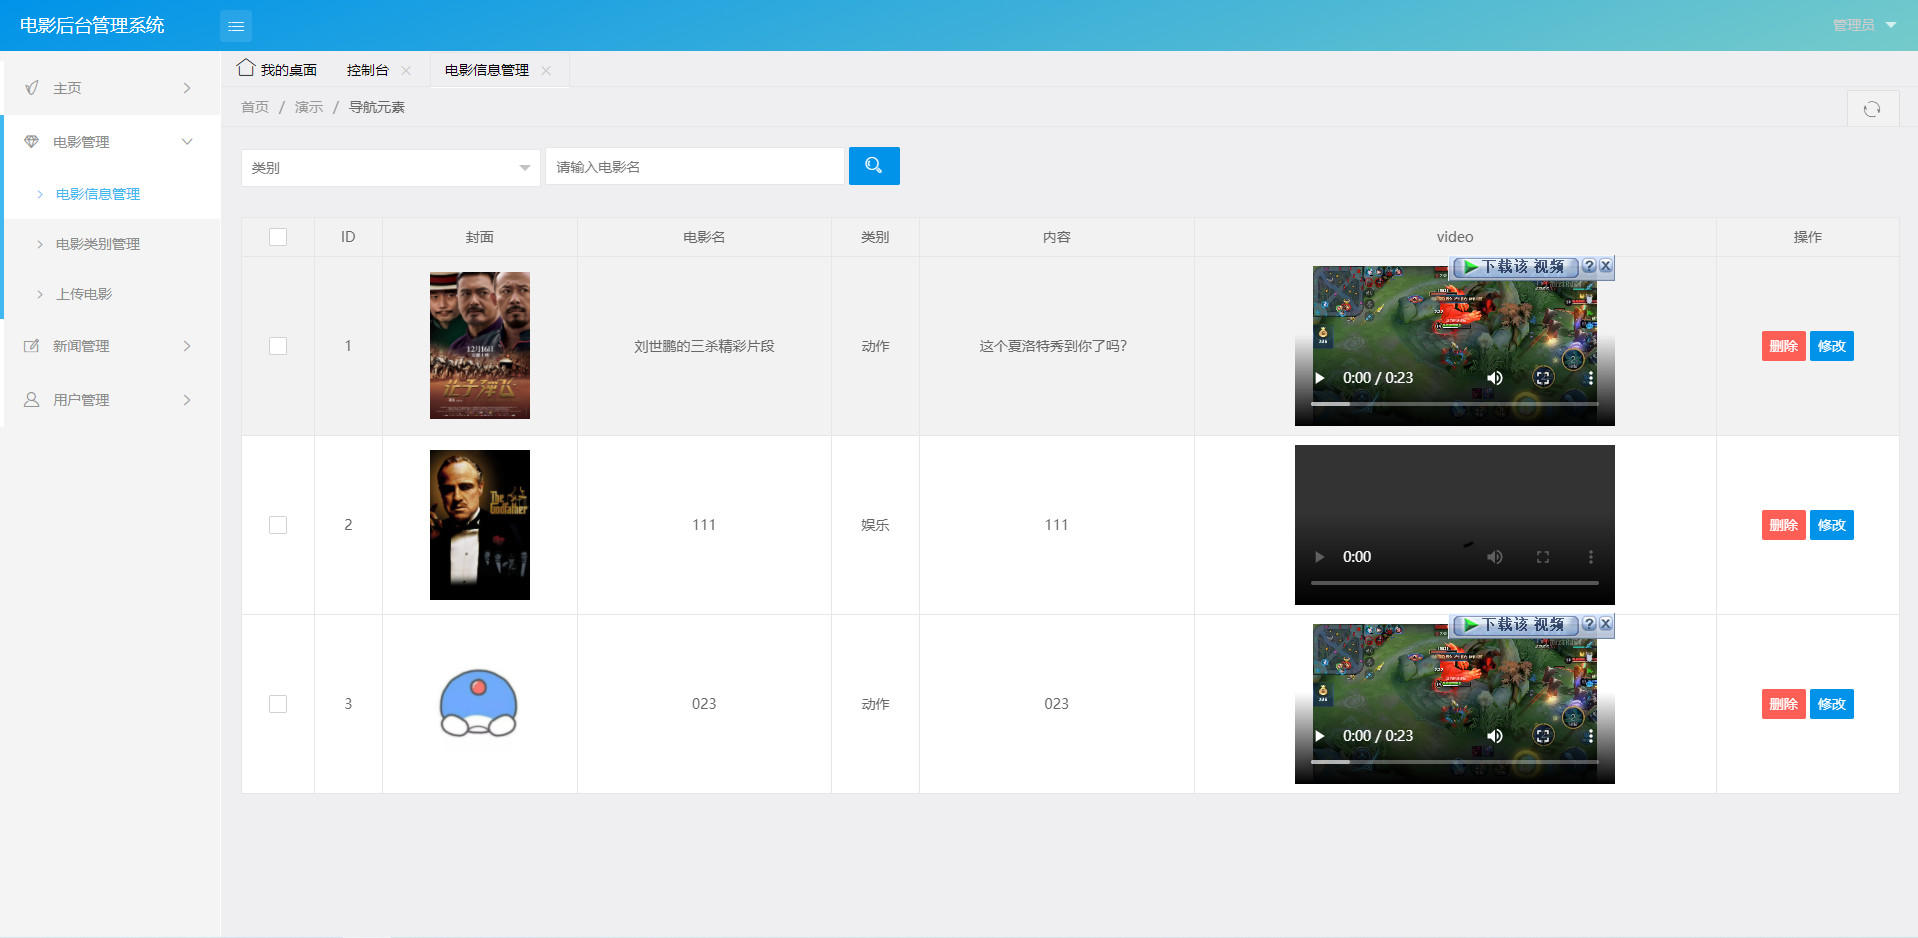 电影后台管理系统
管理员
主页
电影管理
电影信息管理
电影类别管理
上传电影
新闻管理
用户管理
我的桌面 控制台 电影信息管理
首页 / 演示 / 导航元素
类别
请输入电影名
ID 封面 电影名 类别 内容 video 操作
1 刘世鹏的三杀精彩片段 动作 这个夏洛特秀到你了吗?
12月16日
让子弹飞
下载该 视频 ? X
0:00 / 0:23
删除 修改
2 111 娱乐 111
The Godfather
0:00
删除 修改
3 023 动作 023
下载该 视频 ? X
0:00 / 0:23
删除 修改